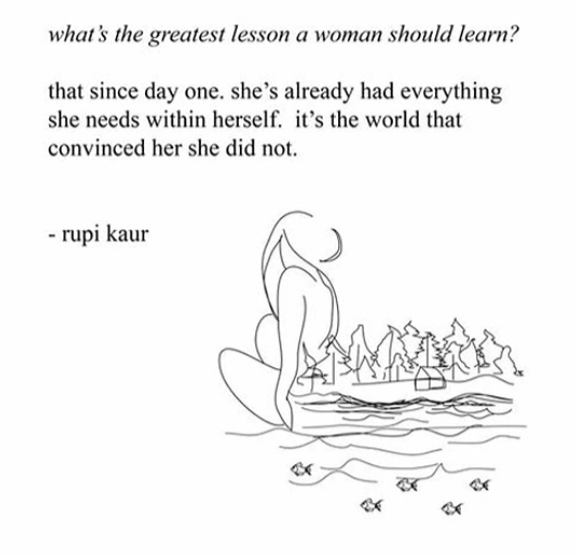 what's the greatest lesson a woman should learn?
that since day one. she's already had everything
she needs within herself. it's the world that
convinced her she did not.
- rupi kaur